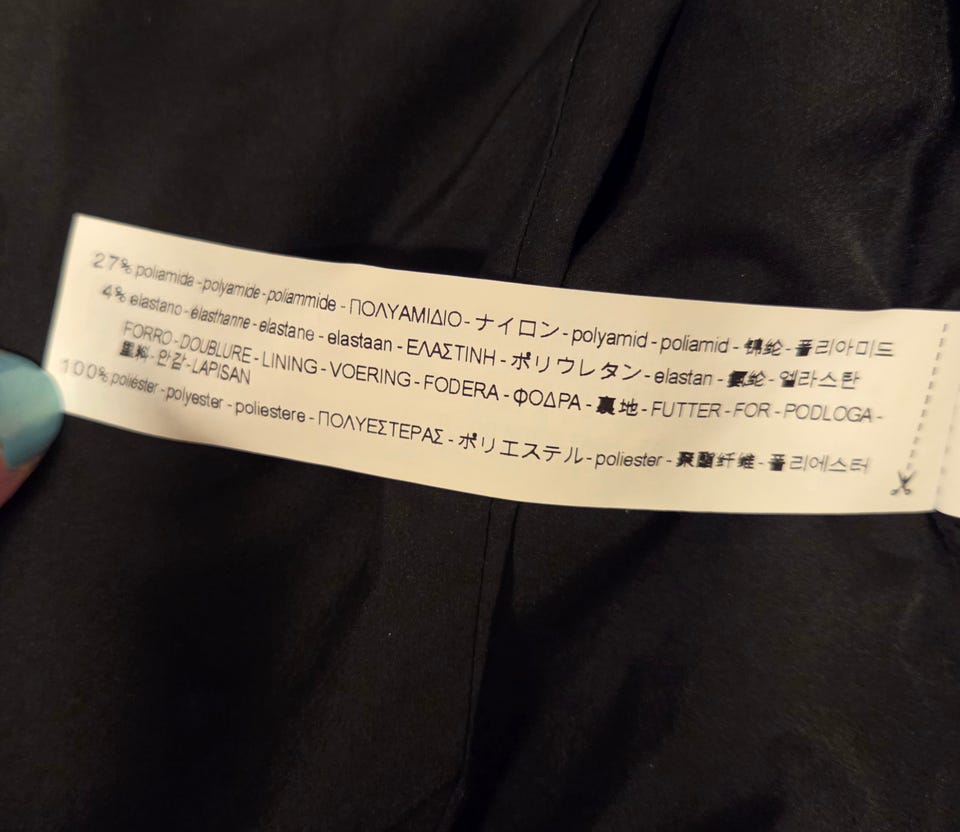 27% poliamida - polyamide - poliammide - ΠΟΛΥΑΜΙΔΙΟ - ナイロン - polyamid - poliamid - 锦纶 - 폴리아미드
4% elastano - élasthanne - elastane - elastaan - ΕΛΑΣΤΙΝΗ - ポリウレタン - elastan - 氨纶 - 엘라스탄
FORRO - DOUBLURE - LINING - VOERING - FODERA - ΦΟΔΡΑ - 裏地 - FUTTER - FOR - PODLOGA -
里料 - 안감 - LAPISAN
100% poliéster - polyester - poliestere - ΠΟΛΥΕΣΤΕΡΑΣ - ポリエステル - poliester - 聚酯纤维 - 폴리에스터